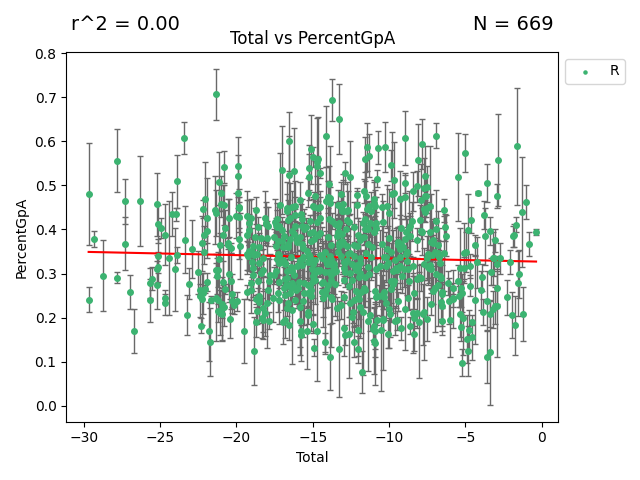 r^2 = 0.00
N = 669
Total vs PercentGpA
R
PercentGpA
0.8
0.7
0.6
0.5
0.4
0.3
0.2
0.1
0.0
−30
−25
−20
−15
−10
−5
0
Total